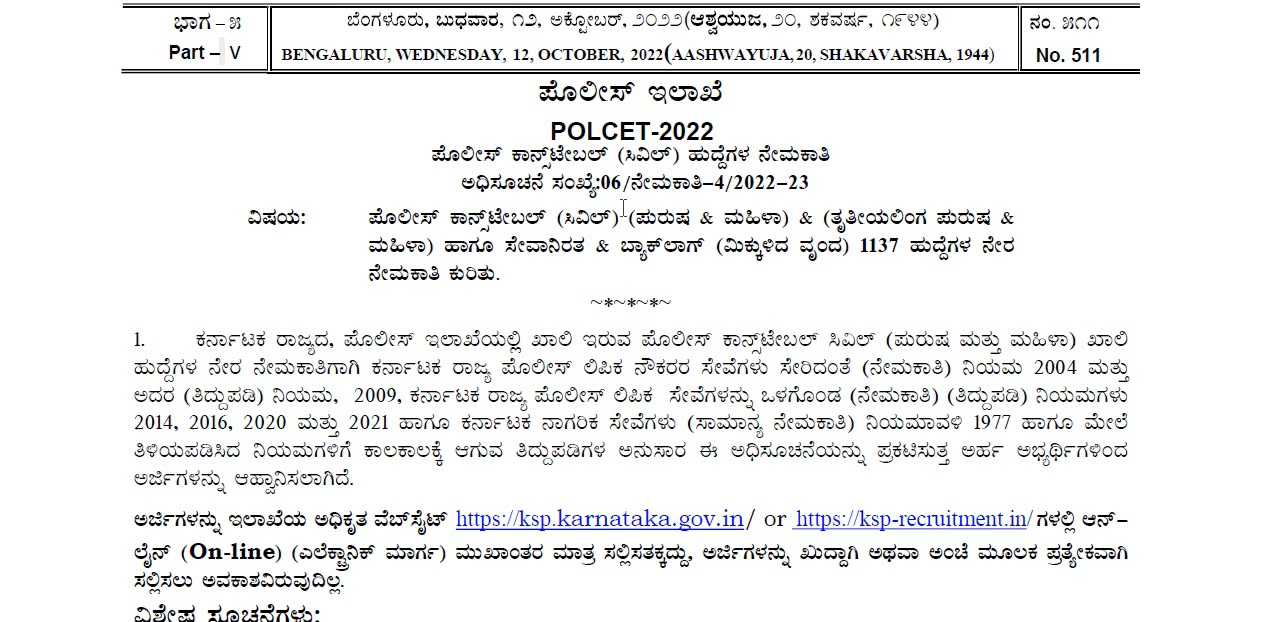 ಭಾಗ – ೫
Part – V
ಬೆಂಗಳೂರು, ಬುಧವಾರ, ೧೨, ಅಕ್ಟೋಬರ್, ೨೦೨೨(ಆಶ್ವಯುಜ, ೨೦, ಶಕವರ್ಷ, ೧೯೪೪)
BENGALURU, WEDNESDAY, 12, OCTOBER, 2022(AASHWAYUJA,20, SHAKAVARSHA, 1944)
ನಂ. ೫೧೧
No. 511
ಪೊಲೀಸ್ ಇಲಾಖೆ
POLCET-2022
ಪೊಲೀಸ್ ಕಾನ್ಸ್‌ಟೇಬಲ್ (ಸಿವಿಲ್) ಹುದ್ದೆಗಳ ನೇಮಕಾತಿ
ಅಧಿಸೂಚನೆ ಸಂಖ್ಯೆ:06/ನೇಮಕಾತಿ–4/2022–23
ವಿಷಯ: ಪೊಲೀಸ್ ಕಾನ್ಸ್‌ಟೇಬಲ್ (ಸಿವಿಲ್) (ಪುರುಷ & ಮಹಿಳಾ) & (ತೃತೀಯಲಿಂಗ ಪುರುಷ &
ಮಹಿಳಾ) ಹಾಗೂ ಸೇವಾನಿರತ & ಬ್ಯಾಕ್‌ಲಾಗ್ (ಮಿಕ್ಕುಳಿದ ವೃಂದ) 1137 ಹುದ್ದೆಗಳ ನೇರ
ನೇಮಕಾತಿ ಕುರಿತು.
~*~*~*~
1. ಕರ್ನಾಟಕ ರಾಜ್ಯದ, ಪೊಲೀಸ್ ಇಲಾಖೆಯಲ್ಲಿ ಖಾಲಿ ಇರುವ ಪೊಲೀಸ್ ಕಾನ್ಸ್‌ಟೇಬಲ್ ಸಿವಿಲ್ (ಪುರುಷ ಮತ್ತು ಮಹಿಳಾ) ಖಾಲಿ
ಹುದ್ದೆಗಳ ನೇರ ನೇಮಕಾತಿಗಾಗಿ ಕರ್ನಾಟಕ ರಾಜ್ಯ ಪೊಲೀಸ್ ಲಿಪಿಕ ನೌಕರರ ಸೇವೆಗಳು ಸೇರಿದಂತೆ (ನೇಮಕಾತಿ) ನಿಯಮ 2004 ಮತ್ತು
ಅದರ (ತಿದ್ದುಪಡಿ) ನಿಯಮ, 2009, ಕರ್ನಾಟಕ ರಾಜ್ಯ ಪೊಲೀಸ್ ಲಿಪಿಕ ಸೇವೆಗಳನ್ನು ಒಳಗೊಂಡ (ನೇಮಕಾತಿ) (ತಿದ್ದುಪಡಿ) ನಿಯಮಗಳು
2014, 2016, 2020 ಮತ್ತು 2021 ಹಾಗೂ ಕರ್ನಾಟಕ ನಾಗರಿಕ ಸೇವೆಗಳು (ಸಾಮಾನ್ಯ ನೇಮಕಾತಿ) ನಿಯಮಾವಳಿ 1977 ಹಾಗೂ ಮೇಲೆ
ತಿಳಿಯಪಡಿಸಿದ ನಿಯಮಗಳಿಗೆ ಕಾಲಕಾಲಕ್ಕೆ ಆಗುವ ತಿದ್ದುಪಡಿಗಳ ಅನುಸಾರ ಈ ಅಧಿಸೂಚನೆಯನ್ನು ಪ್ರಕಟಿಸುತ್ತ ಅರ್ಹ ಅಭ್ಯರ್ಥಿಗಳಿಂದ
ಅರ್ಜಿಗಳನ್ನು ಆಹ್ವಾನಿಸಲಾಗಿದೆ.
ಅರ್ಜಿಗಳನ್ನು ಇಲಾಖೆಯ ಅಧಿಕೃತ ವೆಬ್‌ಸೈಟ್ https://ksp.karnataka.gov.in/ or https://ksp-recruitment.in/ಗಳಲ್ಲಿ ಆನ್–
ಲೈನ್ (On-line) (ಎಲೆಕ್ಟ್ರಾನಿಕ್ ಮಾರ್ಗ) ಮುಖಾಂತರ ಮಾತ್ರ ಸಲ್ಲಿಸತಕ್ಕದ್ದು, ಅರ್ಜಿಗಳನ್ನು ಖುದ್ದಾಗಿ ಅಥವಾ ಅಂಚೆ ಮೂಲಕ ಪ್ರತ್ಯೇಕವಾಗಿ
ಸಲ್ಲಿಸಲು ಅವಕಾಶವಿರುವುದಿಲ್ಲ.
ವಿಶೇಷ ಸೂಚನೆಗಳು: